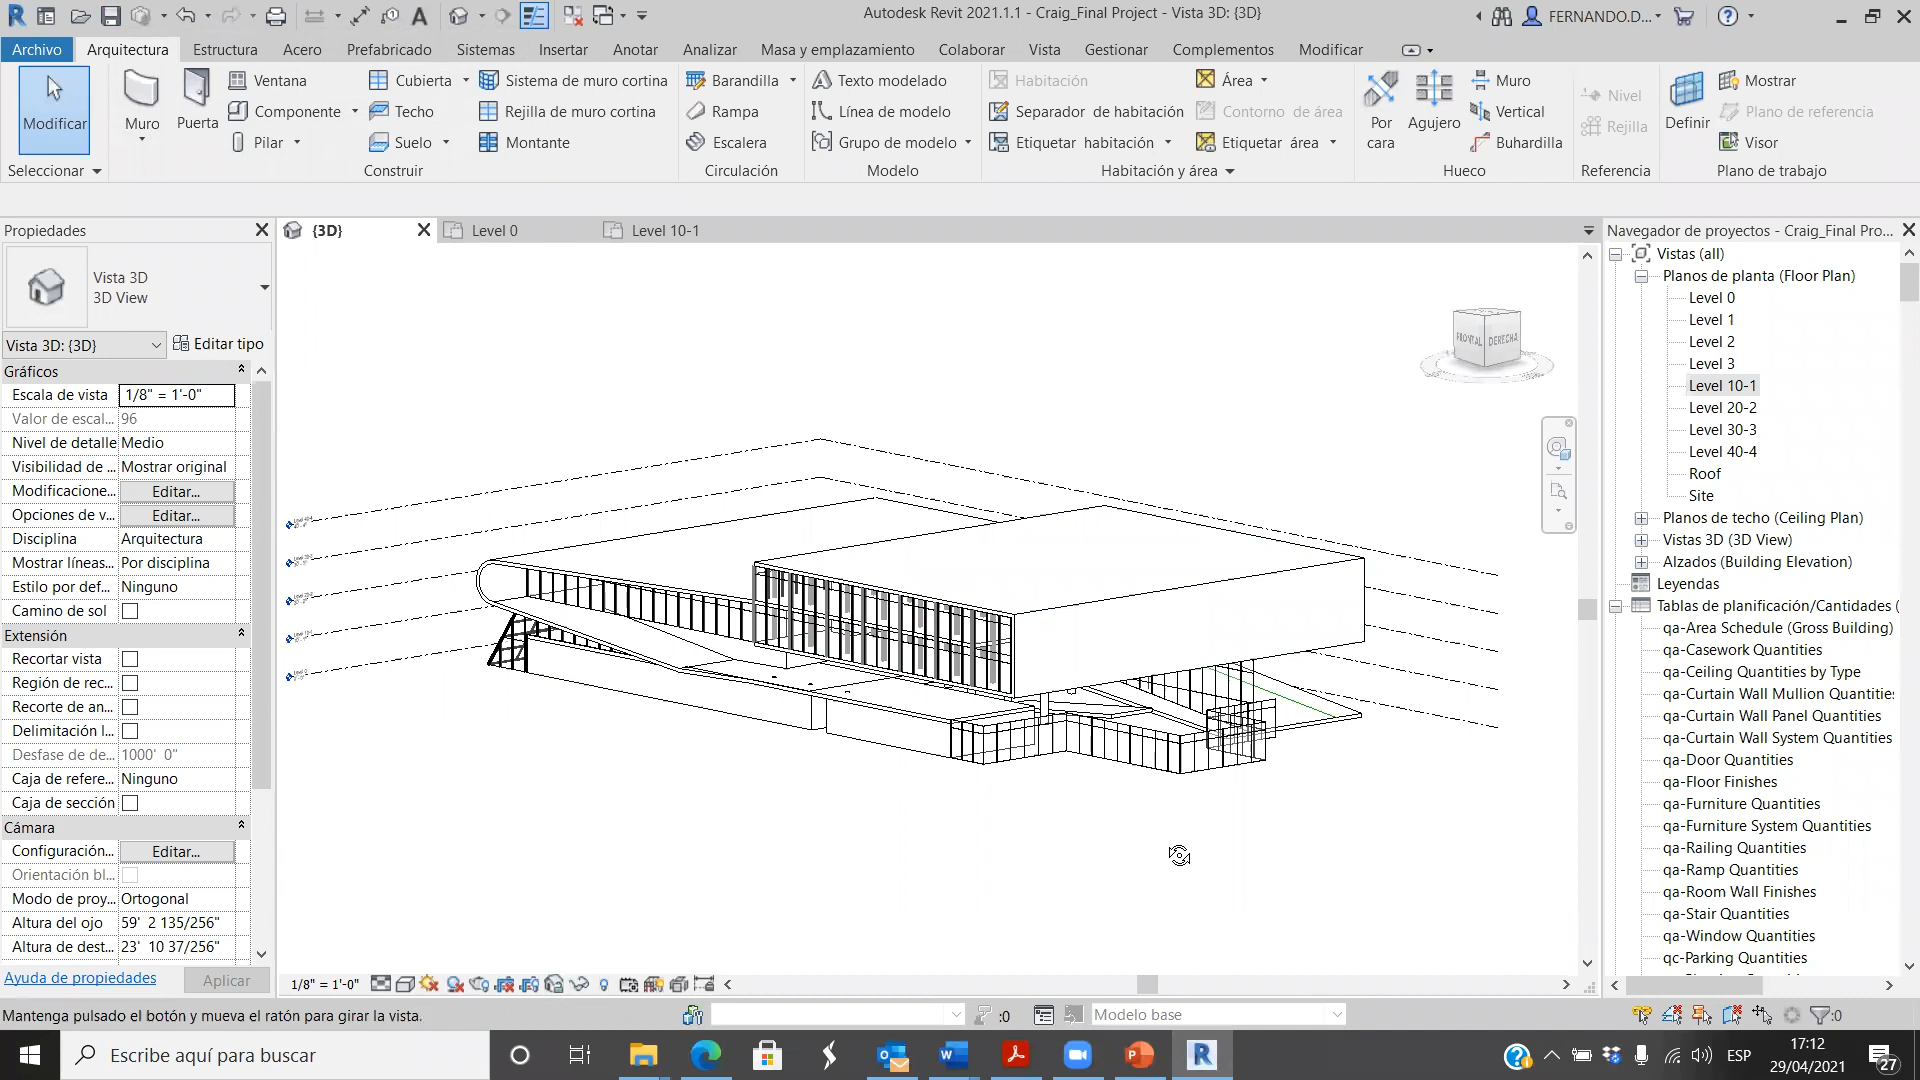 Autodesk Revit 2021.1.1 - Craig_Final Project - Vista 3D: {3D}
FERNANDO.D...
Archivo
Arquitectura
Estructura
Acero
Prefabricado
Sistemas
Insertar
Anotar
Analizar
Masa y emplazamiento
Colaborar
Vista
Gestionar
Complementos
Modificar
Modificar
Muro
Puerta
Ventana
Componente
Pilar
Cubierta
Techo
Suelo
Sistema de muro cortina
Rejilla de muro cortina
Montante
Barandilla
Rampa
Escalera
Texto modelado
Línea de modelo
Grupo de modelo
Habitación
Separador de habitación
Etiquetar habitación
Área
Contorno de área
Etiquetar área
Por cara
Agujero
Muro
Vertical
Buhardilla
Nivel
Rejilla
Definir
Mostrar
Plano de referencia
Visor
Seleccionar
Construir
Circulación
Modelo
Habitación y área
Hueco
Referencia
Plano de trabajo
Propiedades
Vista 3D
3D View
Vista 3D: {3D}
Editar tipo
Gráficos
Escala de vista 1/8" = 1'-0"
Valor de escal... 96
Nivel de detalle Medio
Visibilidad de ... Mostrar original
Modificacione... Editar...
Opciones de v... Editar...
Disciplina Arquitectura
Mostrar líneas... Por disciplina
Estilo por def... Ninguno
Camino de sol
Extensión
Recortar vista
Región de rec...
Recorte de an...
Delimitación l...
Desfase de de... 1000' 0"
Caja de refere... Ninguno
Caja de sección
Cámara
Configuración... Editar...
Orientación bl...
Modo de proy... Ortogonal
Altura del ojo 59' 2 135/256"
Altura de dest... 23' 10 37/256"
Ayuda de propiedades
Aplicar
{3D}
Level 0
Level 10-1
FRONTAL
DERECHA
1/8" = 1'-0"
Navegador de proyectos - Craig_Final Pro...
Vistas (all)
Planos de planta (Floor Plan)
Level 0
Level 1
Level 2
Level 3
Level 10-1
Level 20-2
Level 30-3
Level 40-4
Roof
Site
Planos de techo (Ceiling Plan)
Vistas 3D (3D View)
Alzados (Building Elevation)
Leyendas
Tablas de planificación/Cantidades (
qa-Area Schedule (Gross Building)
qa-Casework Quantities
qa-Ceiling Quantities by Type
qa-Curtain Wall Mullion Quantities
qa-Curtain Wall Panel Quantities
qa-Curtain Wall System Quantities
qa-Door Quantities
qa-Floor Finishes
qa-Furniture Quantities
qa-Furniture System Quantities
qa-Railing Quantities
qa-Ramp Quantities
qa-Room Wall Finishes
qa-Stair Quantities
qa-Window Quantities
qc-Parking Quantities
Mantenga pulsado el botón y mueva el ratón para girar la vista.
:0
Modelo base
:0
Escribe aquí para buscar
ESP
17:12
29/04/2021
27